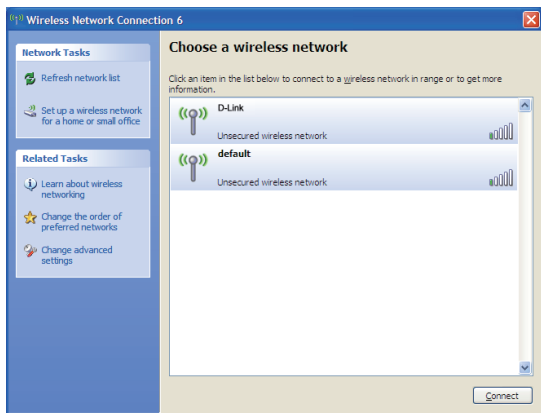 Wireless Network Connection 6
Network Tasks
Refresh network list
Set up a wireless network
for a home or small office
Related Tasks
Learn about wireless
networking
Change the order of
preferred networks
Change advanced
settings
Choose a wireless network
Click an item in the list below to connect to a wireless network in range or to get more
information.
D-Link
Unsecured wireless network
default
Unsecured wireless network
Connect